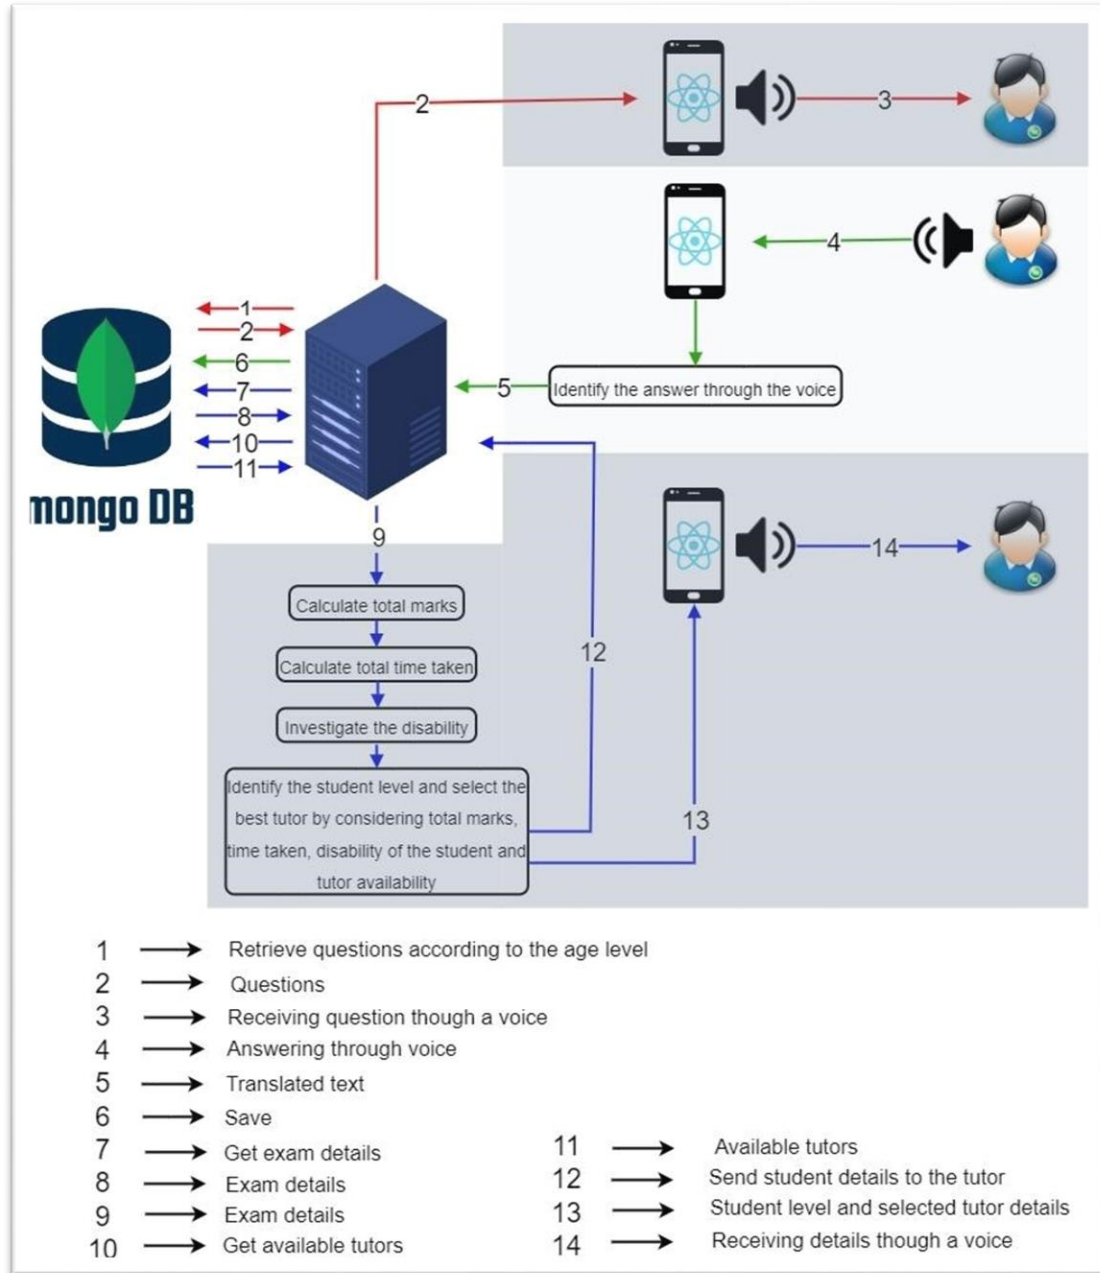 2
3
4
1
2
6
7
8
10
11
5
Identify the answer through the voice
mongo DB
9
14
Calculate total marks
Calculate total time taken
12
Investigate the disability
Identify the student level and select the
best tutor by considering total marks,
time taken, disability of the student and
tutor availability
13
1 Retrieve questions according to the age level
2 Questions
3 Receiving question though a voice
4 Answering through voice
5 Translated text
6 Save
7 Get exam details
8 Exam details
9 Exam details
10 Get available tutors
11 Available tutors
12 Send student details to the tutor
13 Student level and selected tutor details
14 Receiving details though a voice